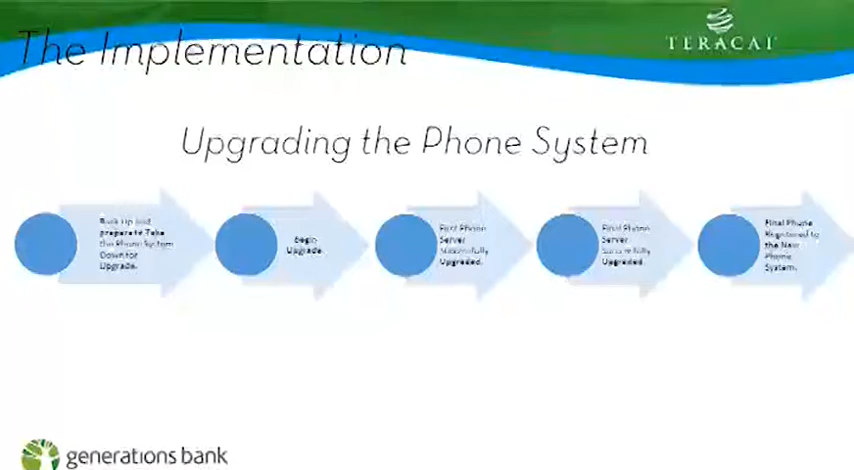 The Implementation
TERACAI
Upgrading the Phone System
Back Up and
prepare to Take
the Phone System
Down for
Upgrade.
Begin
Upgrade.
First Phone
Server
Successfully
Upgraded.
Final Phone
Server
Successfully
Upgraded.
Final Phone
Registered to
the New
Phone
System.
generations bank